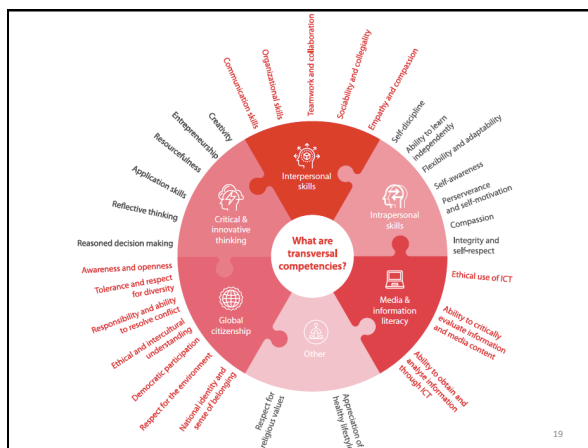 What are
transversal
competencies?
Interpersonal
skills
Communication skills
Organizational skills
Teamwork and collaboration
Sociability and collegiality
Empathy and compassion
Intrapersonal
skills
Self-discipline
Ability to learn
independently
Flexibility and adaptability
Self-awareness
Perserverance
and self-motivation
Compassion
Integrity and
self-respect
Media &
information
literacy
Ethical use of ICT
Ability to critically
evaluate information
and media content
Ability to obtain and
analyse information
through ICT
Other
Appreciation of
healthy lifestyle
Respect for
religious values
Global
citizenship
National identity and
sense of belonging
Respect for the environment
Democratic participation
Ethical and intercultural
understanding
Responsibility and ability
to resolve conflict
Tolerance and respect
for diversity
Awareness and openness
Critical &
innovative
thinking
Reasoned decision making
Reflective thinking
Application skills
Resourcefulness
Entrepreneurship
Creativity
19